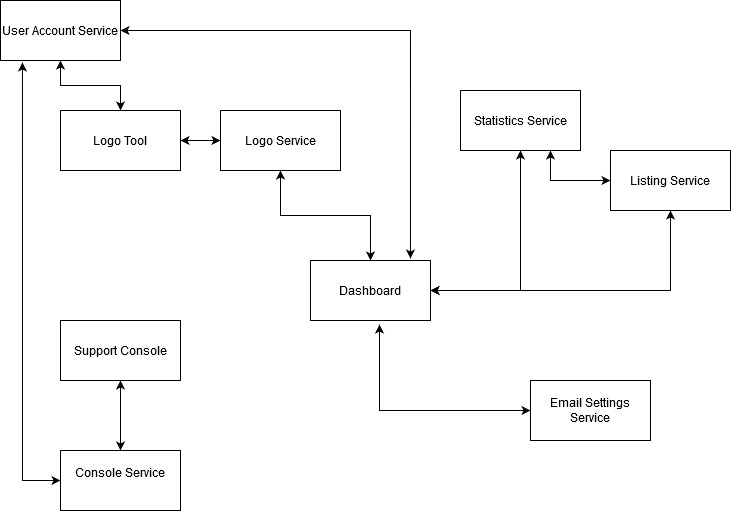 User Account Service
Statistics Service
Logo Tool
Logo Service
Listing Service
Dashboard
Support Console
Email Settings
Service
Console Service